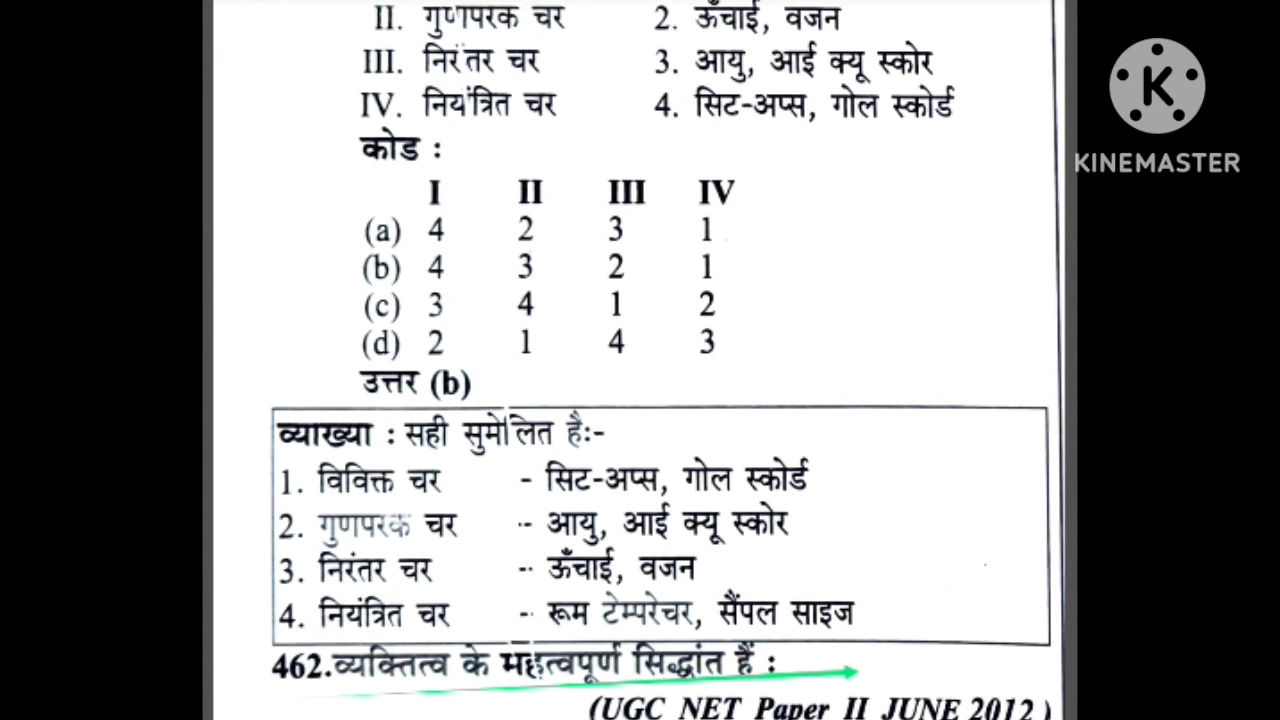 II. गुणपरक चर 2. ऊँचाई, वजन
III. निरंतर चर 3. आयु, आई क्यू स्कोर
IV. नियंत्रित चर 4. सिट-अप्स, गोल स्कोर्ड
कोड :
I II III IV
(a) 4 2 3 1
(b) 4 3 2 1
(c) 3 4 1 2
(d) 2 1 4 3
उत्तर (b)
व्याख्या : सही सुमेलित है:-
1. विविक्त चर - सिट-अप्स, गोल स्कोर्ड
2. गुणपरक चर - आयु, आई क्यू स्कोर
3. निरंतर चर - ऊँचाई, वजन
4. नियंत्रित चर - रूम टेम्परेचर, सैंपल साइज
462.व्यक्तित्व के महत्वपूर्ण सिद्धांत हैं :
(UGC NET Paper II JUNE 2012 )
K
KINEMASTER